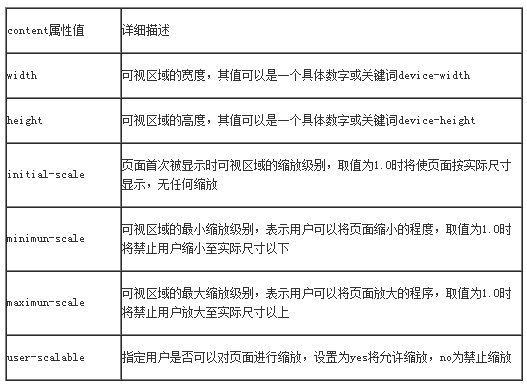 content属性值
详细描述
width
可视区域的宽度，其值可以是一个具体数字或关键词device-width
height
可视区域的高度，其值可以是一个具体数字或关键词device-height
initial-scale
页面首次被显示时可视区域的缩放级别，取值为1.0时将使页面按实际尺寸
显示，无任何缩放
minimun-scale
可视区域的最小缩放级别，表示用户可以将页面缩小的程度，取值为1.0时
将禁止用户缩小至实际尺寸以下
maximun-scale
可视区域的最大缩放级别，表示用户可以将页面放大的程序，取值为1.0时
将禁止用户放大至实际尺寸以上
user-scalable
指定用户是否可以对页面进行缩放，设置为yes将允许缩放，no为禁止缩放